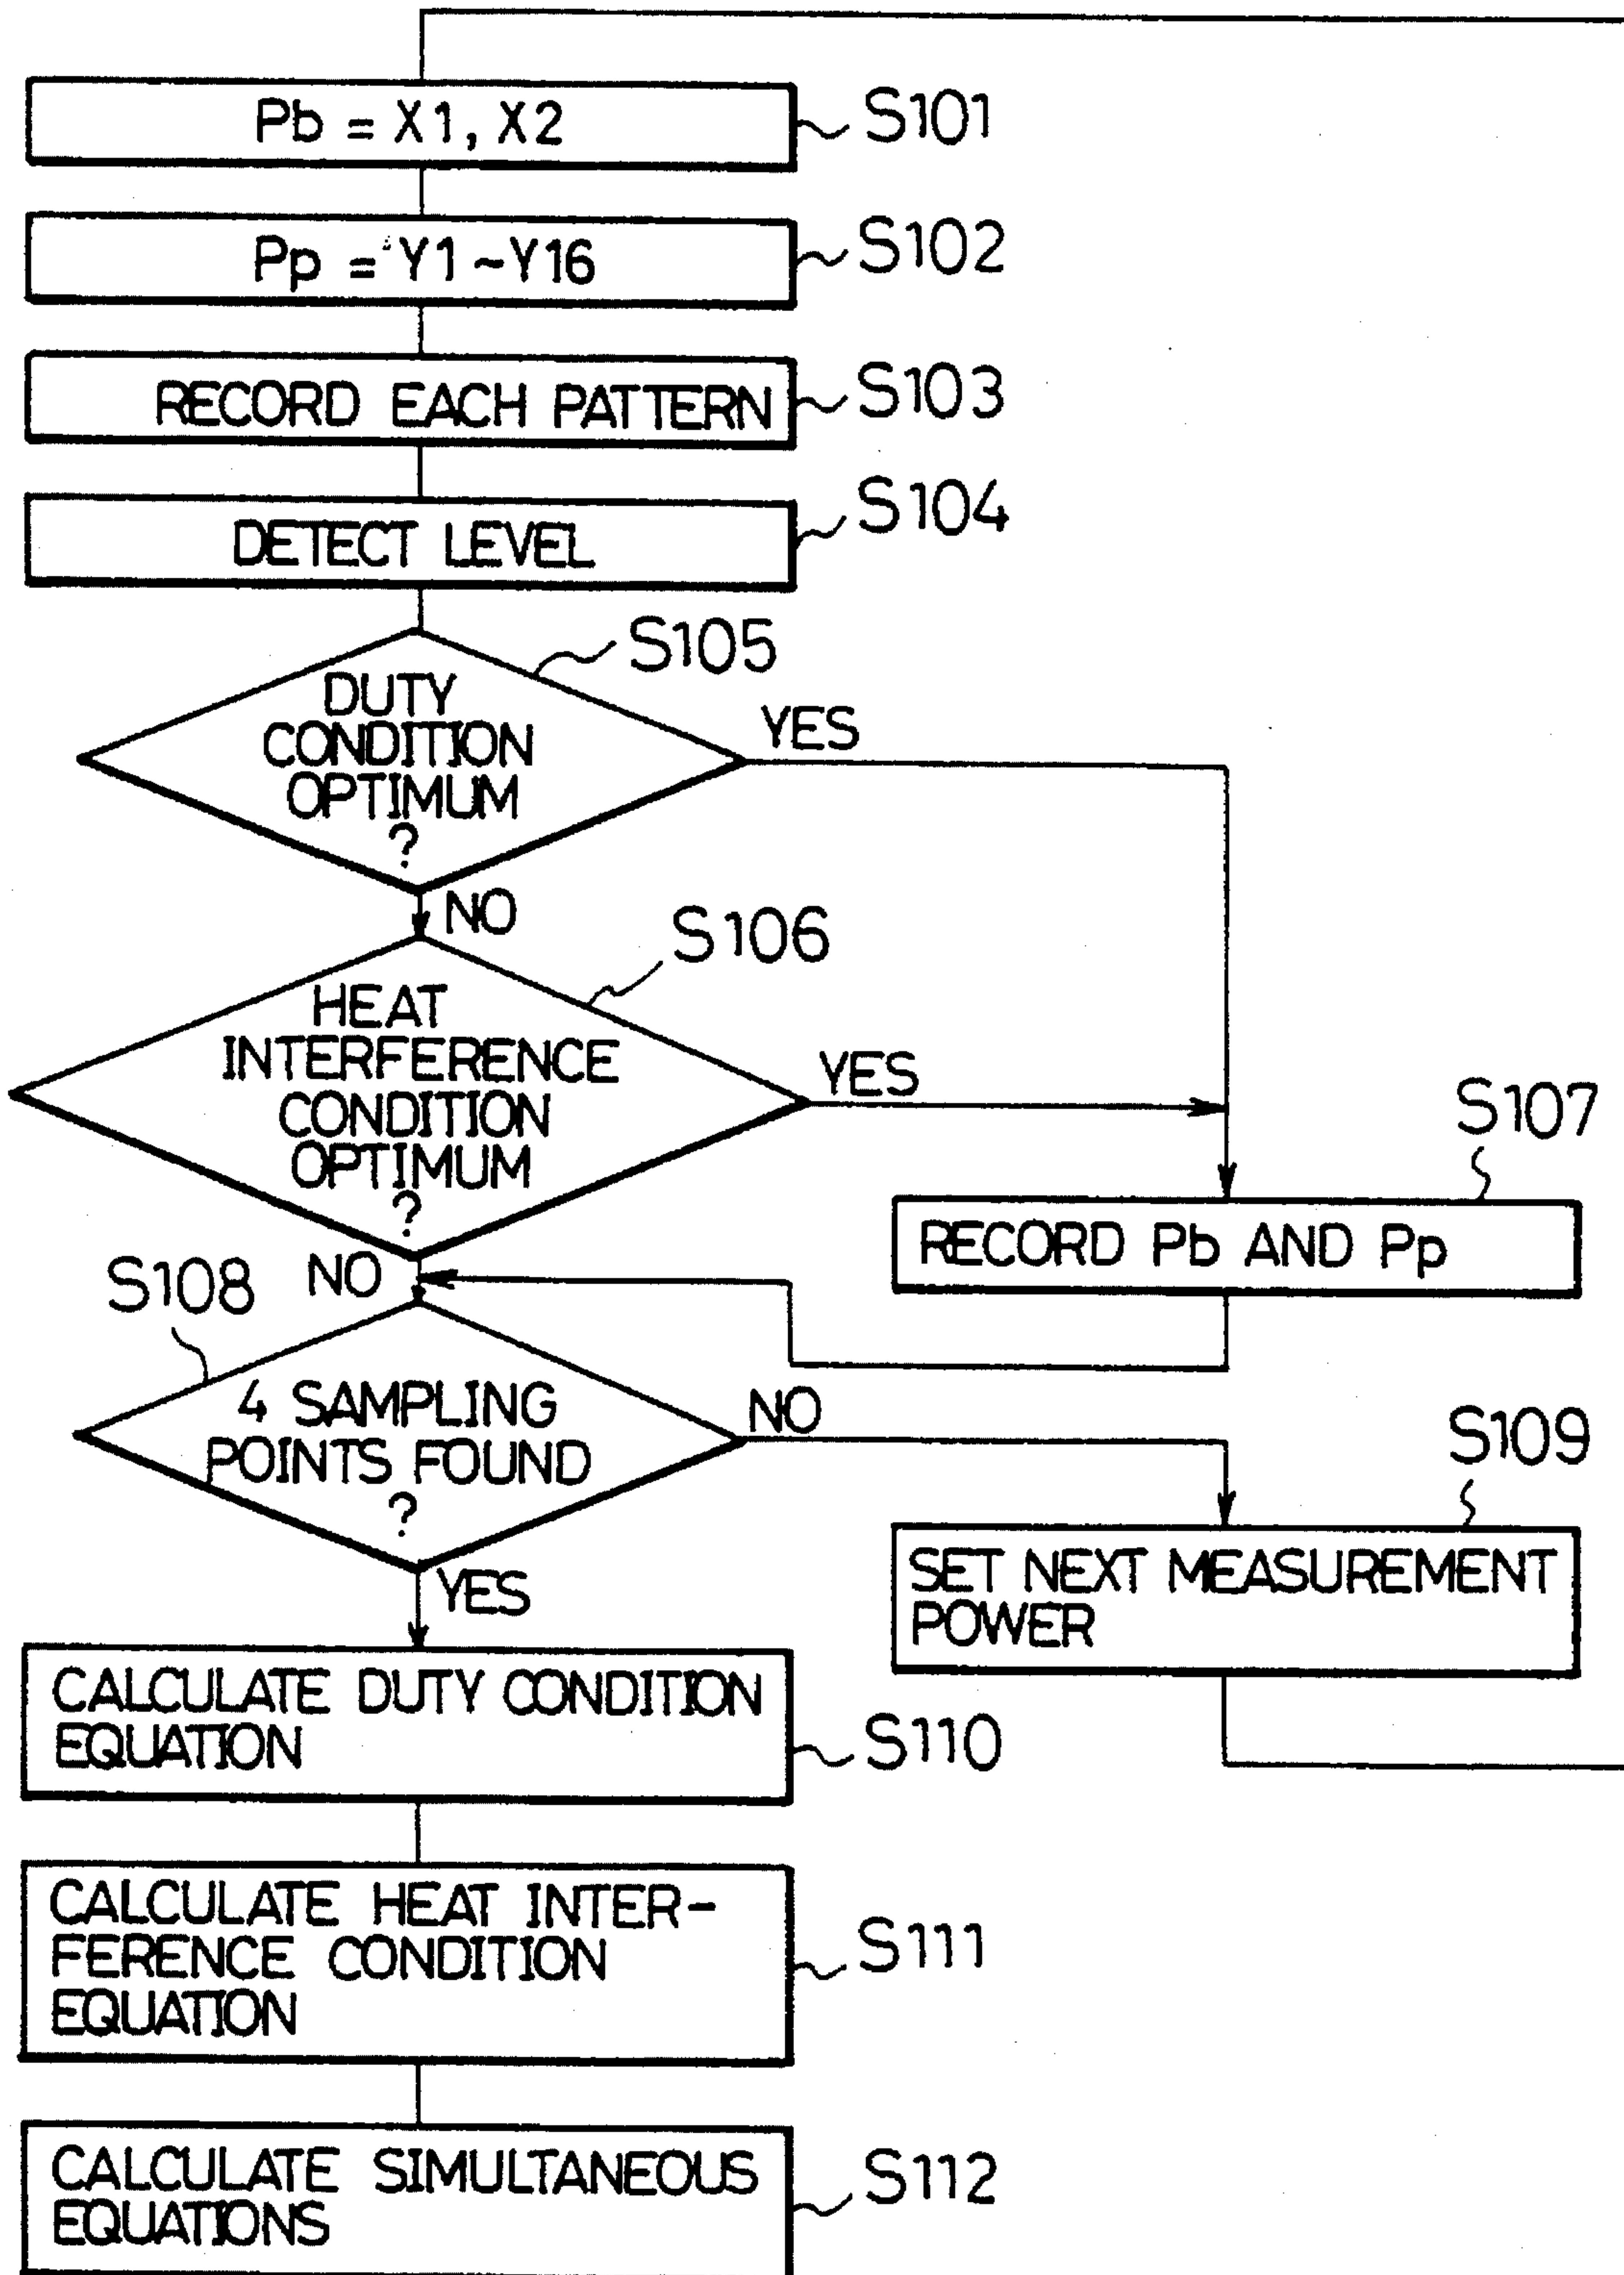 Pb = X1, X2
S101
Pp = Y1 ~ Y16
S102
RECORD EACH PATTERN
S103
DETECT LEVEL
S104
S105
DUTY
CONDITION
OPTIMUM
?
YES
NO
S106
HEAT
INTERFERENCE
CONDITION
OPTIMUM
?
YES
S107
RECORD Pb AND Pp
NO
S108
4 SAMPLING
POINTS FOUND
?
NO
S109
SET NEXT MEASUREMENT
POWER
YES
CALCULATE DUTY CONDITION
EQUATION
S110
CALCULATE HEAT INTER-
FERENCE CONDITION
EQUATION
S111
CALCULATE SIMULTANEOUS
EQUATIONS
S112